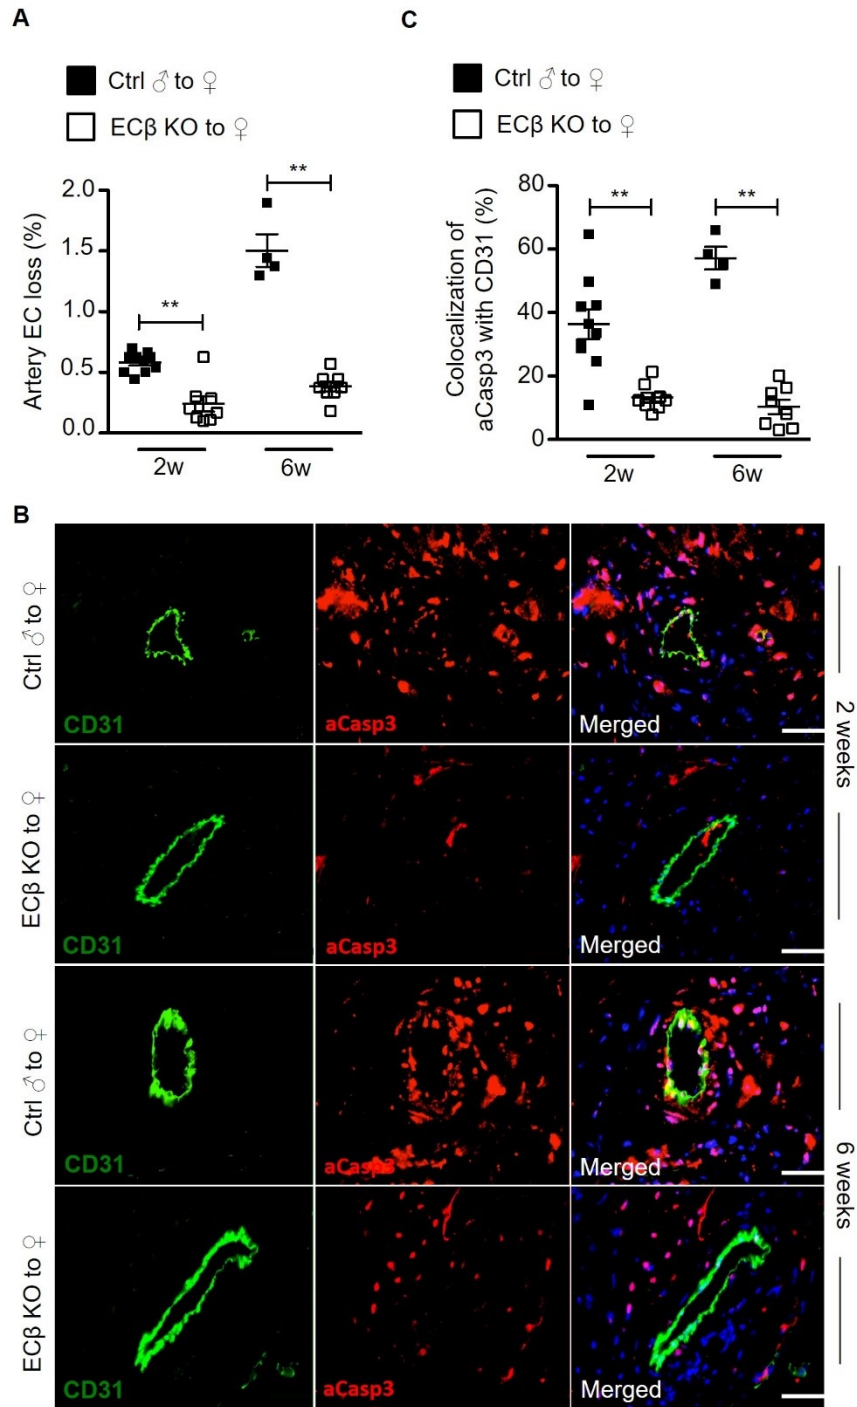 A
Ctrl ♂ to ♀
ECβ KO to ♀
Artery EC loss (%)
2.0
1.5
1.0
0.5
0.0
**
**
2w
6w
C
Ctrl ♂ to ♀
ECβ KO to ♀
Colocalization of
aCasp3 with CD31 (%)
80
60
40
20
0
**
**
2w
6w
B
Ctrl ♂ to ♀
CD31
aCasp3
Merged
ECβ KO to ♀
CD31
aCasp3
Merged
2 weeks
Ctrl ♂ to ♀
CD31
aCasp3
Merged
ECβ KO to ♀
CD31
aCasp3
Merged
6 weeks